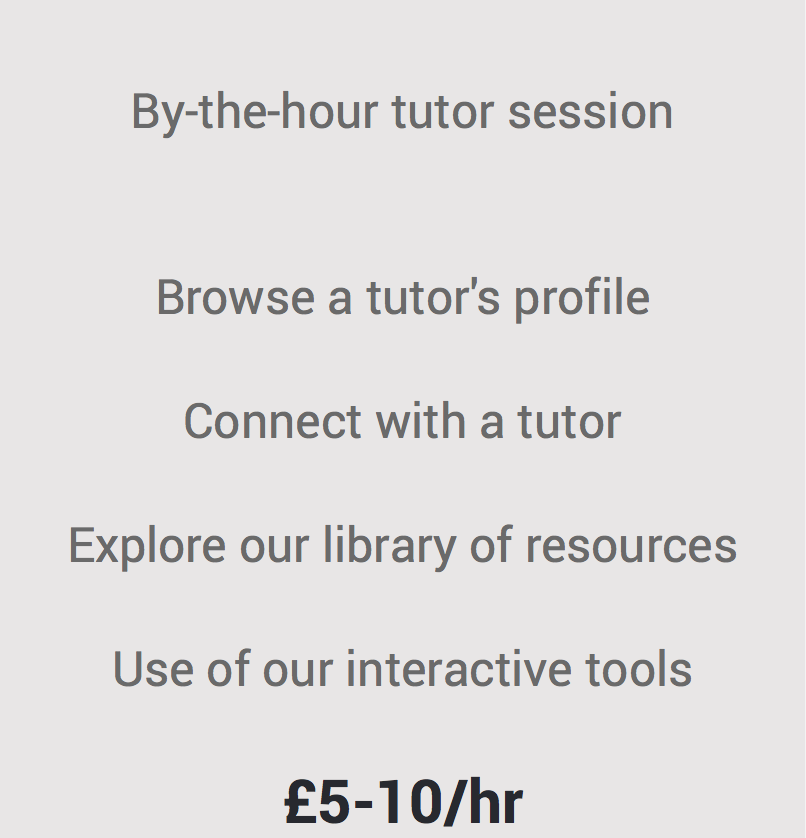 By-the-hour tutor session
Browse a tutor's profile
Connect with a tutor
Explore our library of resources
Use of our interactive tools
£5-10/hr